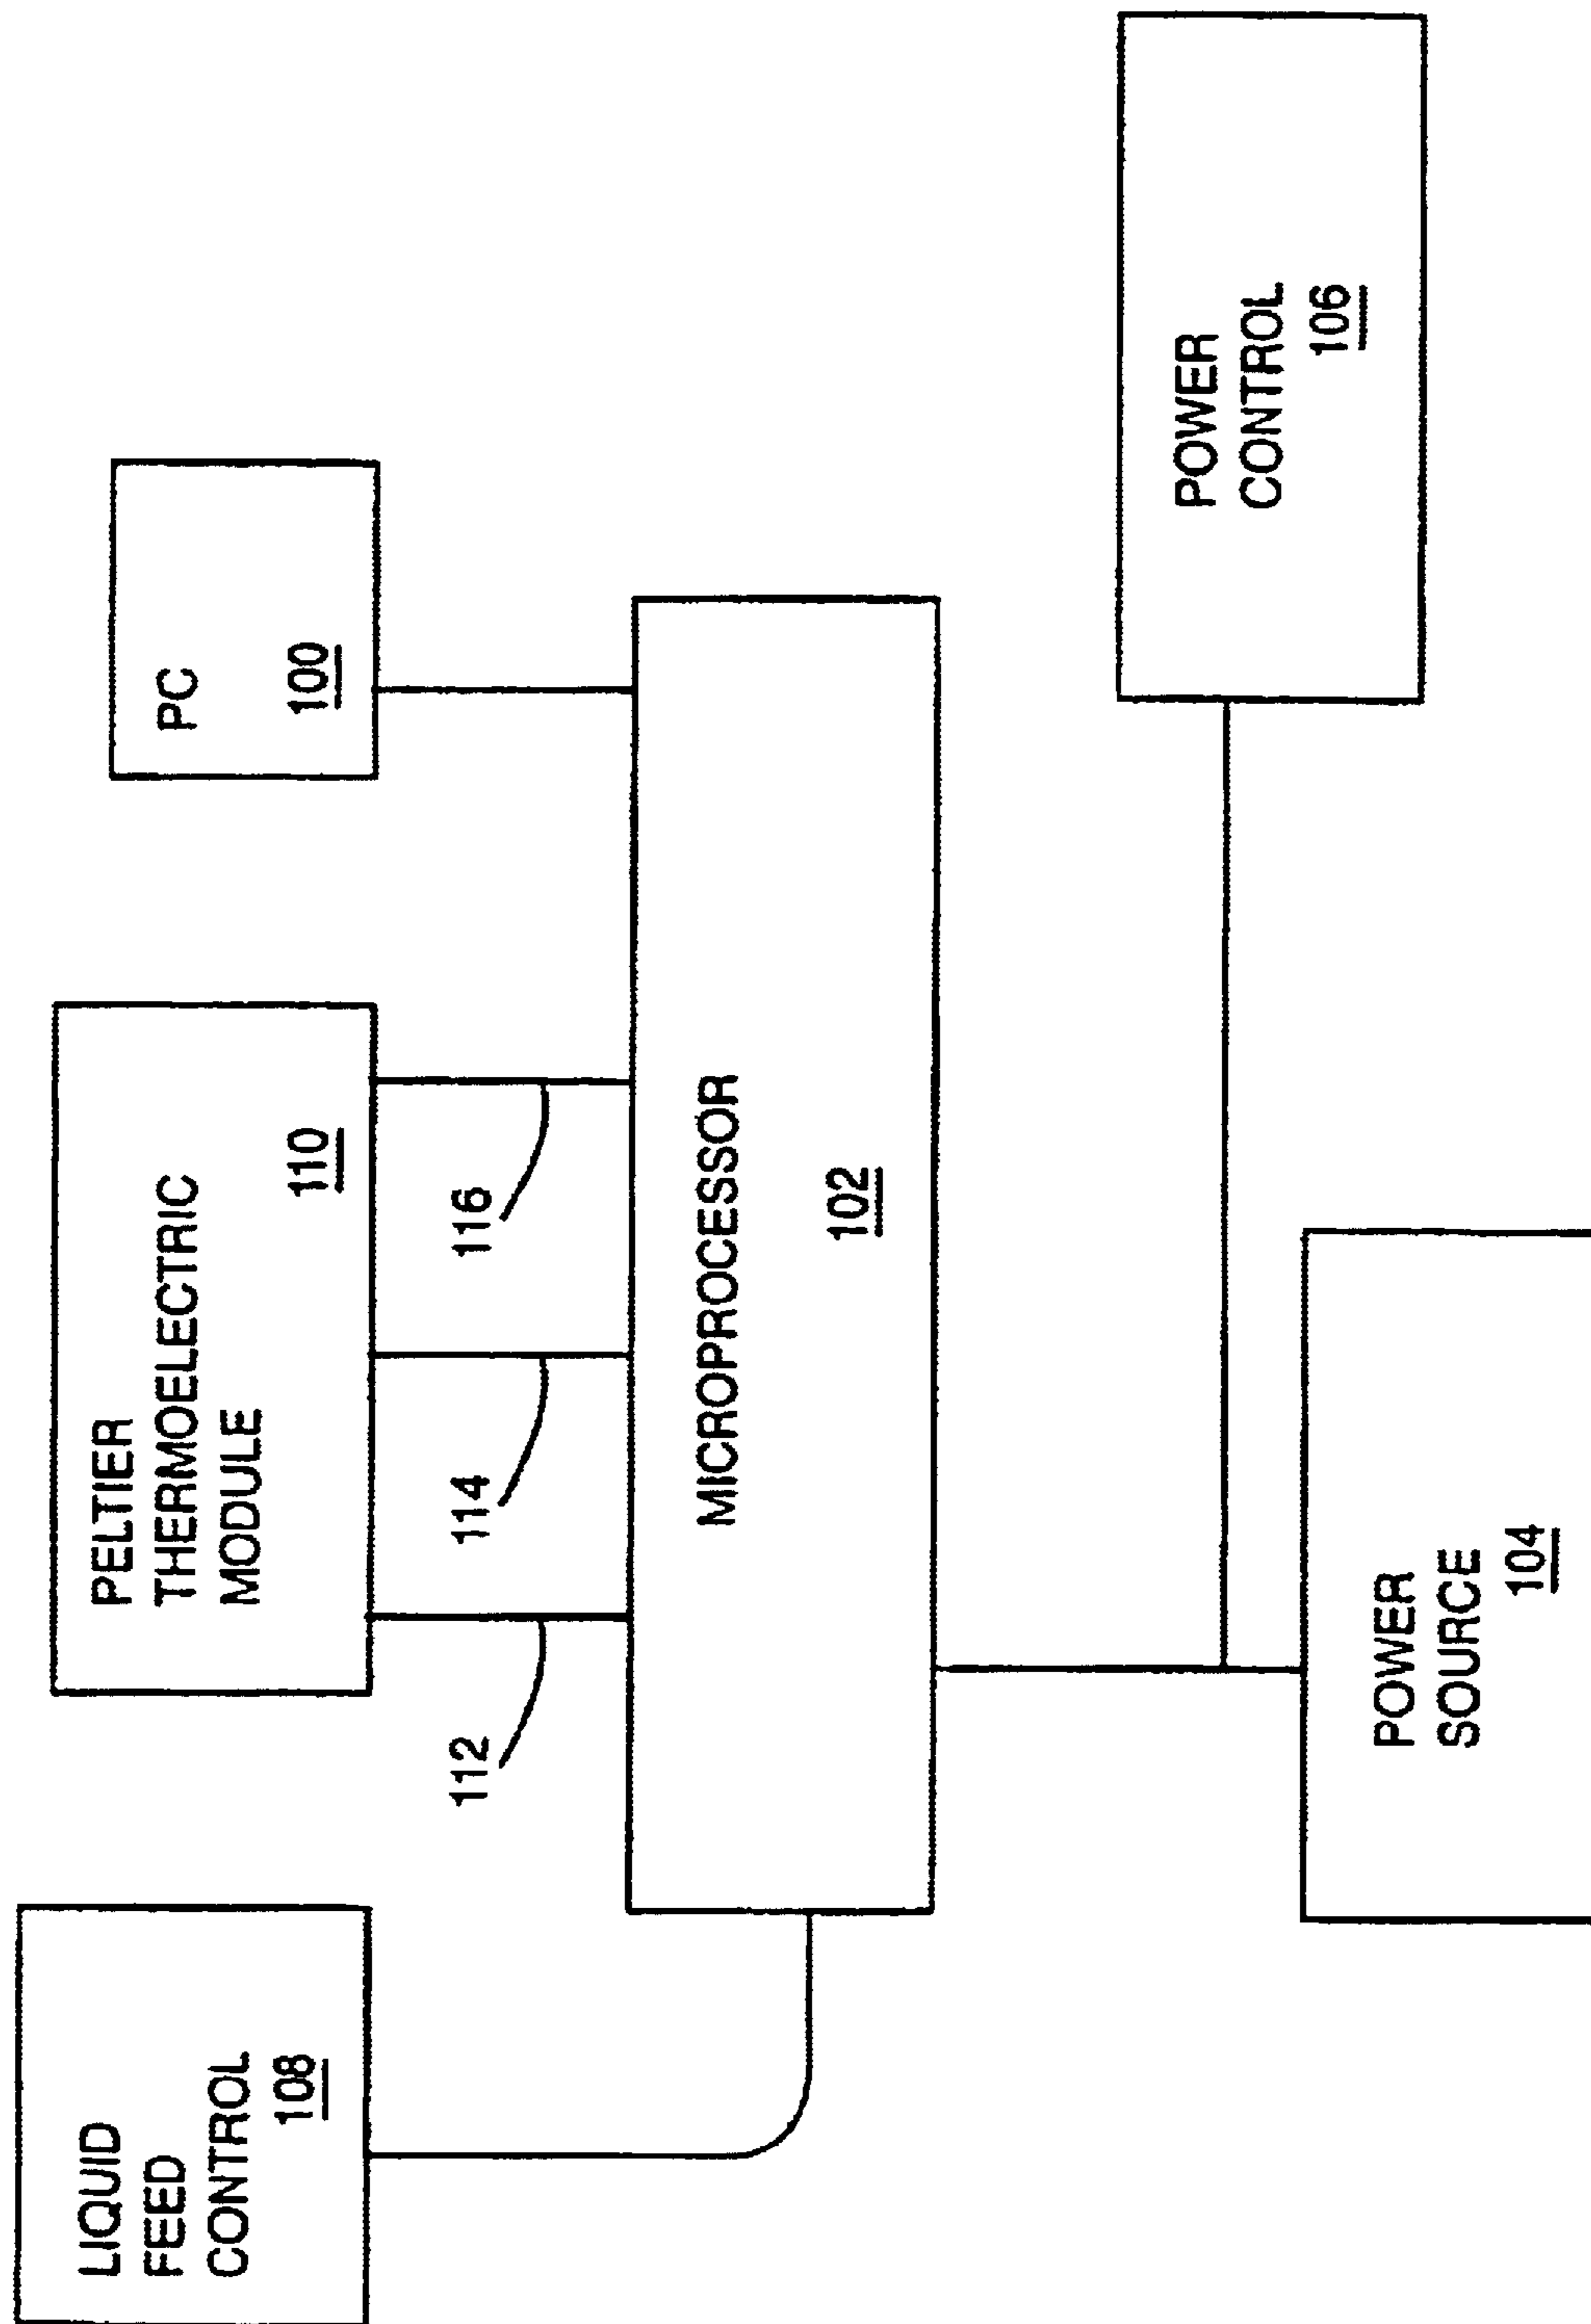 LIQUID
FEED
CONTROL
108
PELTIER
THERMOELECTRIC
MODULE
110
PC
100
112
114
116
MICROPROCESSOR
102
POWER
SOURCE
104
POWER
CONTROL
106